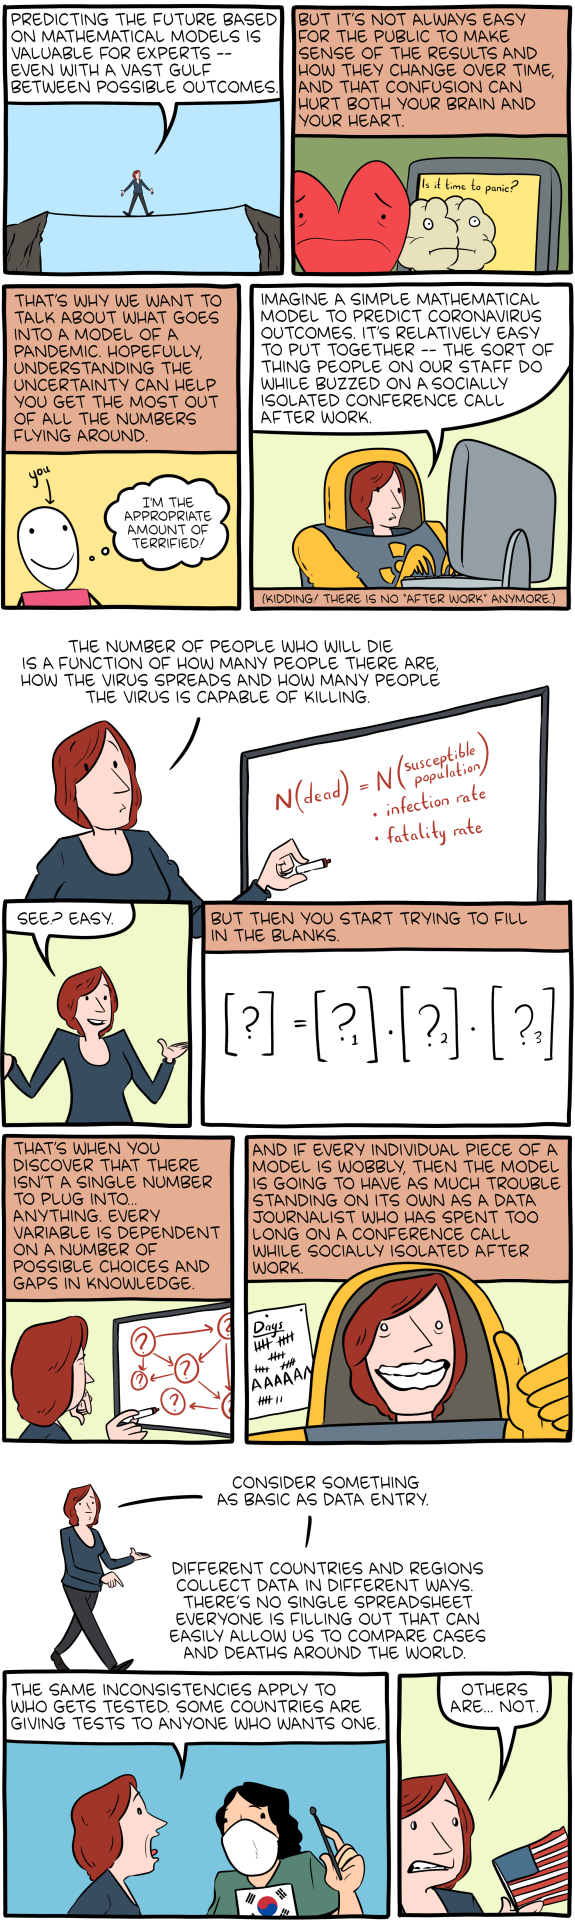 PREDICTING THE FUTURE BASED
ON MATHEMATICAL MODELS IS
VALUABLE FOR EXPERTS --
EVEN WITH A VAST GULF
BETWEEN POSSIBLE OUTCOMES.
BUT IT'S NOT ALWAYS EASY
FOR THE PUBLIC TO MAKE
SENSE OF THE RESULTS AND
HOW THEY CHANGE OVER TIME,
AND THAT CONFUSION CAN
HURT BOTH YOUR BRAIN AND
YOUR HEART.
Is it time to panic?
THAT'S WHY WE WANT TO
TALK ABOUT WHAT GOES
INTO A MODEL OF A
PANDEMIC. HOPEFULLY,
UNDERSTANDING THE
UNCERTAINTY CAN HELP
YOU GET THE MOST OUT
OF ALL THE NUMBERS
FLYING AROUND.
you
I'M THE
APPROPRIATE
AMOUNT OF
TERRIFIED!
IMAGINE A SIMPLE MATHEMATICAL
MODEL TO PREDICT CORONAVIRUS
OUTCOMES. IT'S RELATIVELY EASY
TO PUT TOGETHER -- THE SORT OF
THING PEOPLE ON OUR STAFF DO
WHILE BUZZED ON A SOCIALLY
ISOLATED CONFERENCE CALL
AFTER WORK.
(KIDDING! THERE IS NO "AFTER WORK" ANYMORE.)
THE NUMBER OF PEOPLE WHO WILL DIE
IS A FUNCTION OF HOW MANY PEOPLE THERE ARE,
HOW THE VIRUS SPREADS AND HOW MANY PEOPLE
THE VIRUS IS CAPABLE OF KILLING.
N(dead) = N(susceptible population)
• infection rate
• fatality rate
SEE? EASY.
BUT THEN YOU START TRYING TO FILL
IN THE BLANKS.
[?] = [?1] · [?2] · [?3]
THAT'S WHEN YOU
DISCOVER THAT THERE
ISN'T A SINGLE NUMBER
TO PLUG INTO...
ANYTHING. EVERY
VARIABLE IS DEPENDENT
ON A NUMBER OF
POSSIBLE CHOICES AND
GAPS IN KNOWLEDGE.
? ?
? ?
? ?
AND IF EVERY INDIVIDUAL PIECE OF A
MODEL IS WOBBLY, THEN THE MODEL
IS GOING TO HAVE AS MUCH TROUBLE
STANDING ON ITS OWN AS A DATA
JOURNALIST WHO HAS SPENT TOO
LONG ON A CONFERENCE CALL
WHILE SOCIALLY ISOLATED AFTER
WORK.
Days
AAAAAA
CONSIDER SOMETHING
AS BASIC AS DATA ENTRY.
DIFFERENT COUNTRIES AND REGIONS
COLLECT DATA IN DIFFERENT WAYS.
THERE'S NO SINGLE SPREADSHEET
EVERYONE IS FILLING OUT THAT CAN
EASILY ALLOW US TO COMPARE CASES
AND DEATHS AROUND THE WORLD.
THE SAME INCONSISTENCIES APPLY TO
WHO GETS TESTED. SOME COUNTRIES ARE
GIVING TESTS TO ANYONE WHO WANTS ONE.
OTHERS
ARE... NOT.